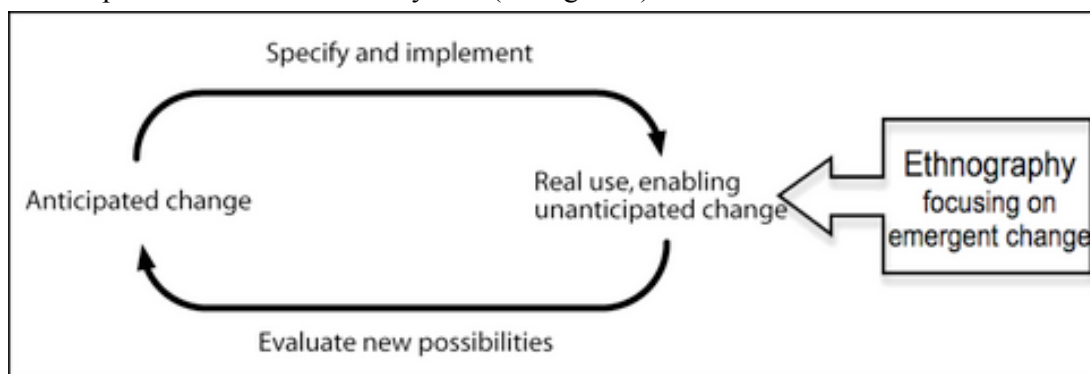 Specify and implement
Anticipated change
Real use, enabling
unanticipated change
Ethnography
focusing on
emergent change
Evaluate new possibilities